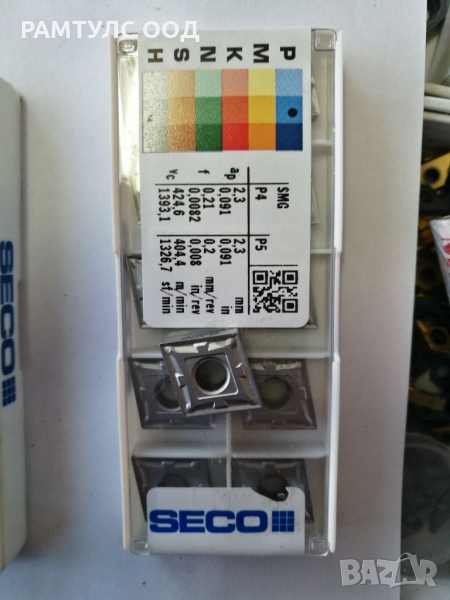 РАМТУЛС ООД
P M K N S H
SMG P4 P5
ap 2,3 2,3 mm
0,091 0,091 in
f 0,21 0,2 mm/rev
0,0082 0,008 in/rev
vc 424,6 404,4 m/min
1393,1 1326,7 sf/min
SECO
SECO
BAZAR